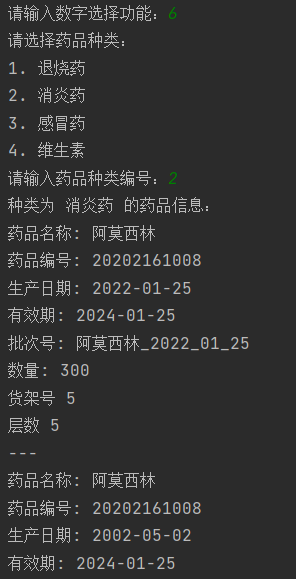 请输入数字选择功能：6
请选择药品种类：
1. 退烧药
2. 消炎药
3. 感冒药
4. 维生素
请输入药品种类编号：2
种类为 消炎药 的药品信息：
药品名称: 阿莫西林
药品编号: 20202161008
生产日期: 2022-01-25
有效期: 2024-01-25
批次号: 阿莫西林_2022_01_25
数量: 300
货架号 5
层数 5
---
药品名称: 阿莫西林
药品编号: 20202161008
生产日期: 2002-05-02
有效期: 2024-01-25